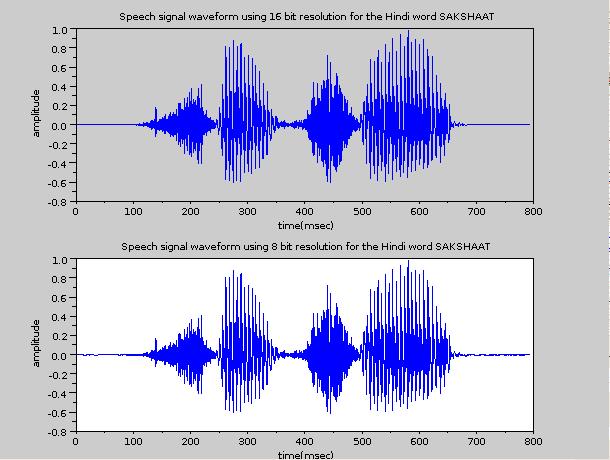 Speech signal waveform using 16 bit resolution for the Hindi word SAKSHAAT
1.0
0.8
0.6
0.4
0.2
0.0
-0.2
-0.4
-0.6
-0.8
amplitude
0 100 200 300 400 500 600 700 800
time(msec)
Speech signal waveform using 8 bit resolution for the Hindi word SAKSHAAT
1.0
0.8
0.6
0.4
0.2
0.0
-0.2
-0.4
-0.6
-0.8
amplitude
0 100 200 300 400 500 600 700 800
time(msec)